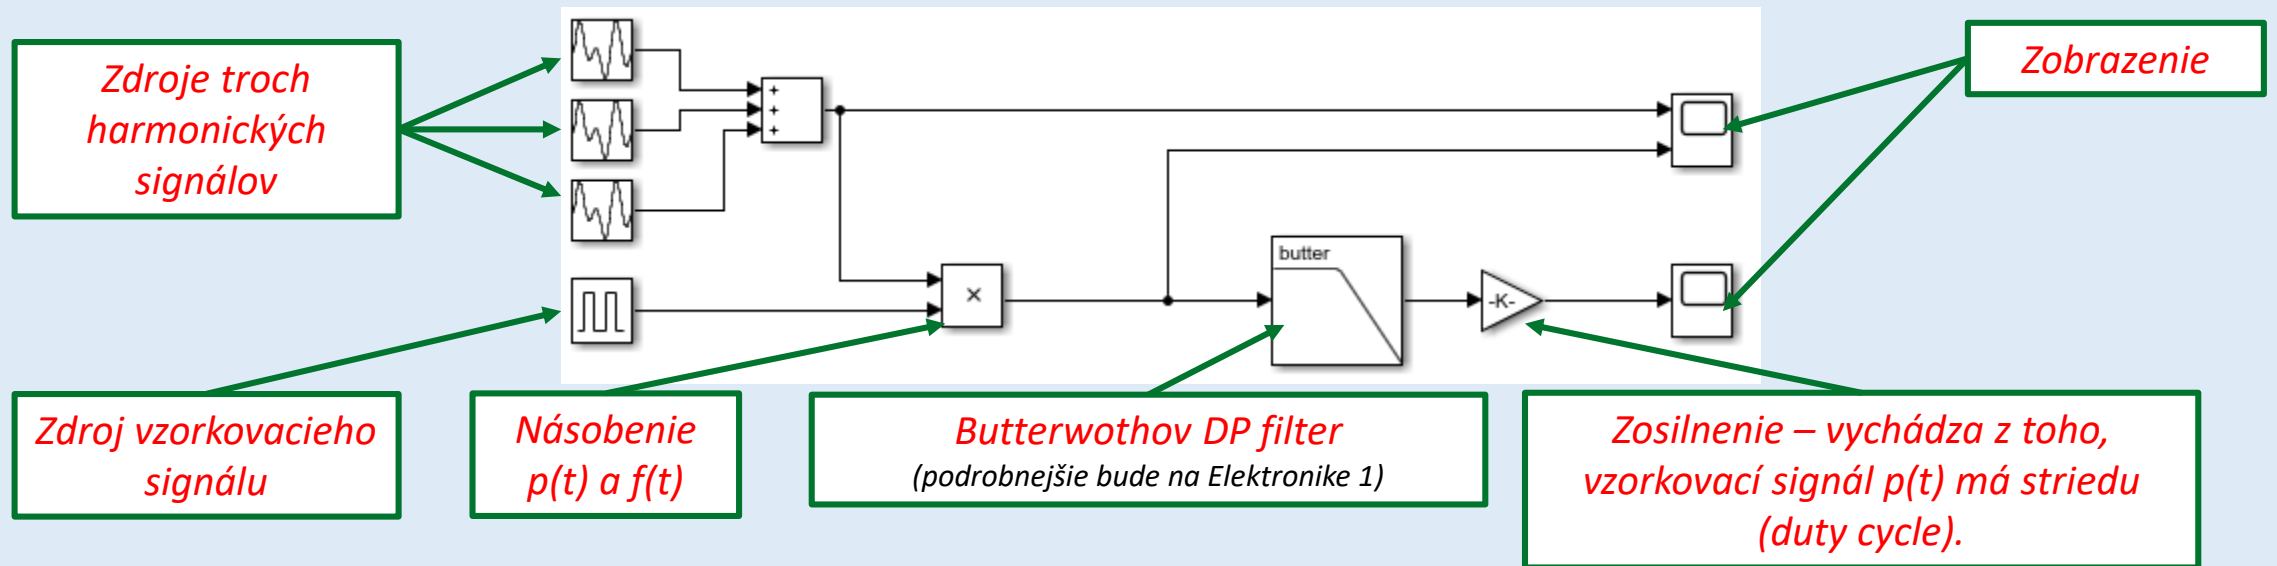 Zdroje troch
harmonických
signálov
Zobrazenie
+
+
+
butter
×
-K-
Zdroj vzorkovacieho
signálu
Násobenie
p(t) a f(t)
Butterwothov DP filter
(podrobnejšie bude na Elektronike 1)
Zosilnenie – vychádza z toho,
vzorkovací signál p(t) má striedu
(duty cycle).